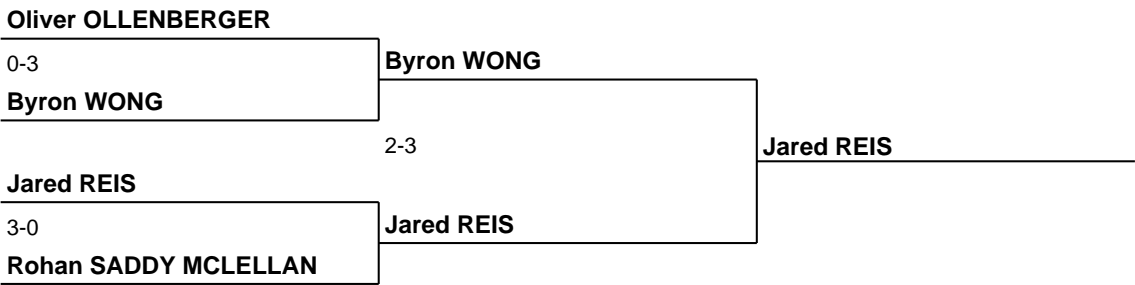 Oliver OLLENBERGER
0-3
Byron WONG
Byron WONG
2-3
Jared REIS
Jared REIS
3-0
Jared REIS
Rohan SADDY MCLELLAN